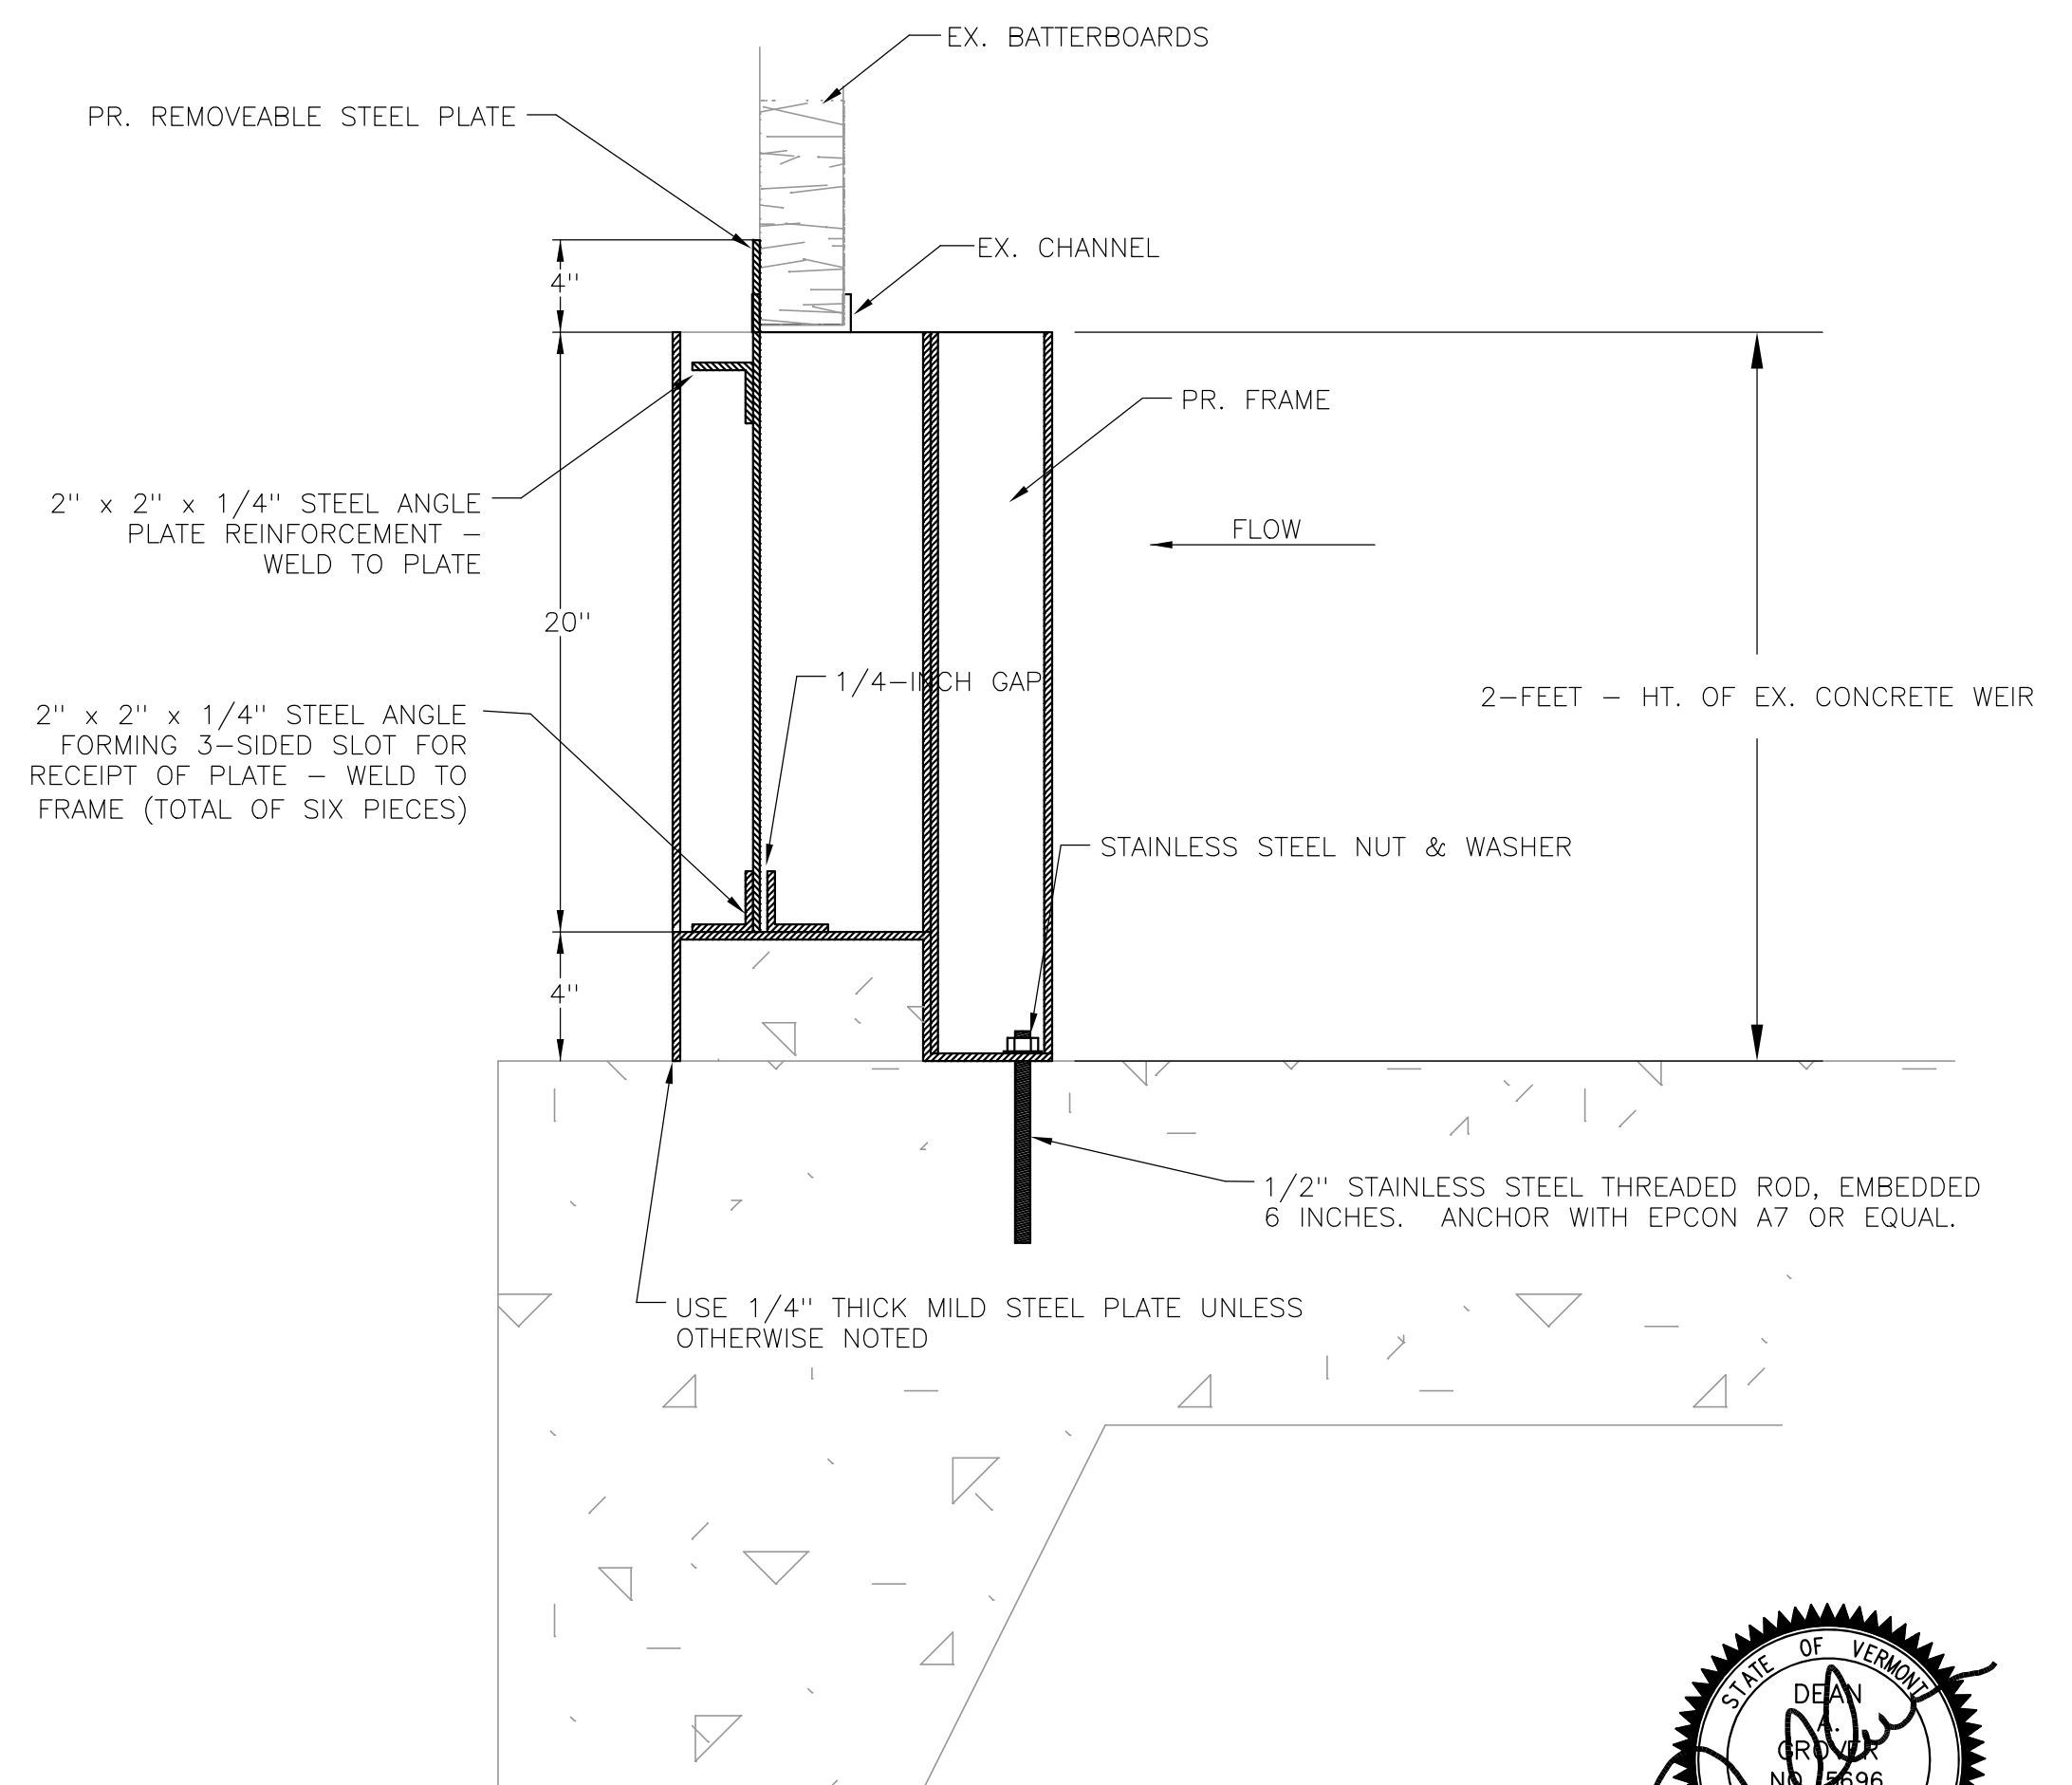 EX. BATTERBOARDS
PR. REMOVEABLE STEEL PLATE
EX. CHANNEL
4"
PR. FRAME
2" x 2" x 1/4" STEEL ANGLE
PLATE REINFORCEMENT –
WELD TO PLATE
FLOW
20"
1/4–INCH GAP
2–FEET – HT. OF EX. CONCRETE WEIR
2" x 2" x 1/4" STEEL ANGLE
FORMING 3–SIDED SLOT FOR
RECEIPT OF PLATE – WELD TO
FRAME (TOTAL OF SIX PIECES)
STAINLESS STEEL NUT & WASHER
4"
1/2" STAINLESS STEEL THREADED ROD, EMBEDDED
6 INCHES. ANCHOR WITH EPCON A7 OR EQUAL.
USE 1/4" THICK MILD STEEL PLATE UNLESS
OTHERWISE NOTED
STATE OF VERMONT
DEAN
A.
GROVER
NO. 5696